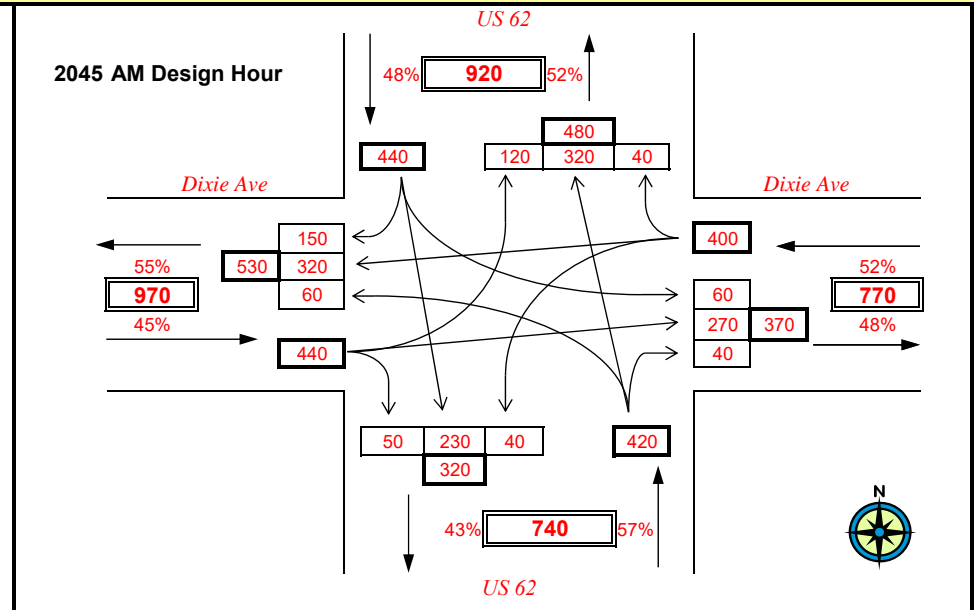 US 62
2045 AM Design Hour
48% 920 52%
480
440 120 320 40
Dixie Ave Dixie Ave
150 400
55% 530 320 52%
970 60 60 770
45% 270 370 48%
440 40
50 230 40 420
320
N
43% 740 57%
US 62